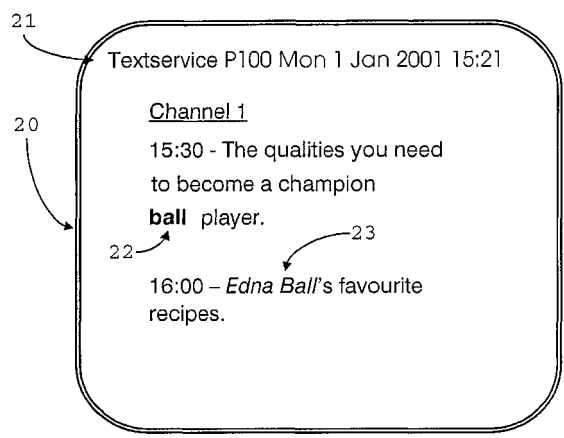 21
Textservice P100 Mon 1 Jan 2001 15:21
20
Channel 1
15:30 - The qualities you need
to become a champion
ball player.
22
23
16:00 – Edna Ball's favourite
recipes.